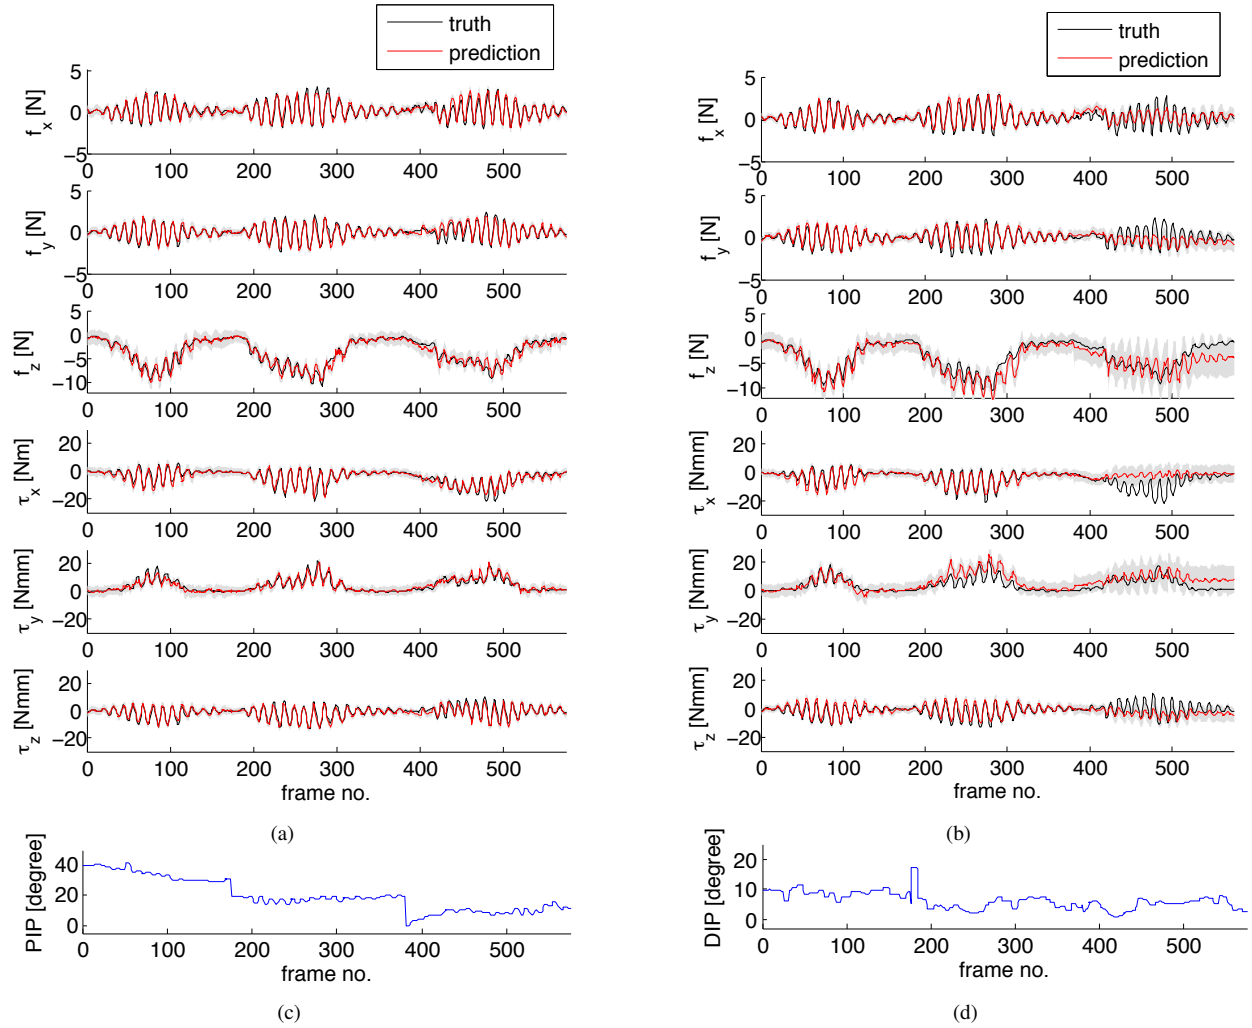 truth
prediction
5
0
−5
f_x [N]
0 100 200 300 400 500
5
0
−5
f_y [N]
0 100 200 300 400 500
5
0
−5
−10
f_z [N]
0 100 200 300 400 500
20
0
−20
τ_x [Nm]
0 100 200 300 400 500
20
0
−20
τ_y [Nmm]
0 100 200 300 400 500
20
0
−20
τ_z [Nmm]
0 100 200 300 400 500
frame no.
(a)
truth
prediction
5
0
−5
f_x [N]
0 100 200 300 400 500
5
0
−5
f_y [N]
0 100 200 300 400 500
5
0
−5
−10
f_z [N]
0 100 200 300 400 500
20
0
−20
τ_x [Nmm]
0 100 200 300 400 500
20
0
−20
τ_y [Nmm]
0 100 200 300 400 500
20
0
−20
τ_z [Nmm]
0 100 200 300 400 500
frame no.
(b)
40
20
0
PIP [degree]
0 100 200 300 400 500
frame no.
(c)
20
10
0
DIP [degree]
0 100 200 300 400 500
frame no.
(d)